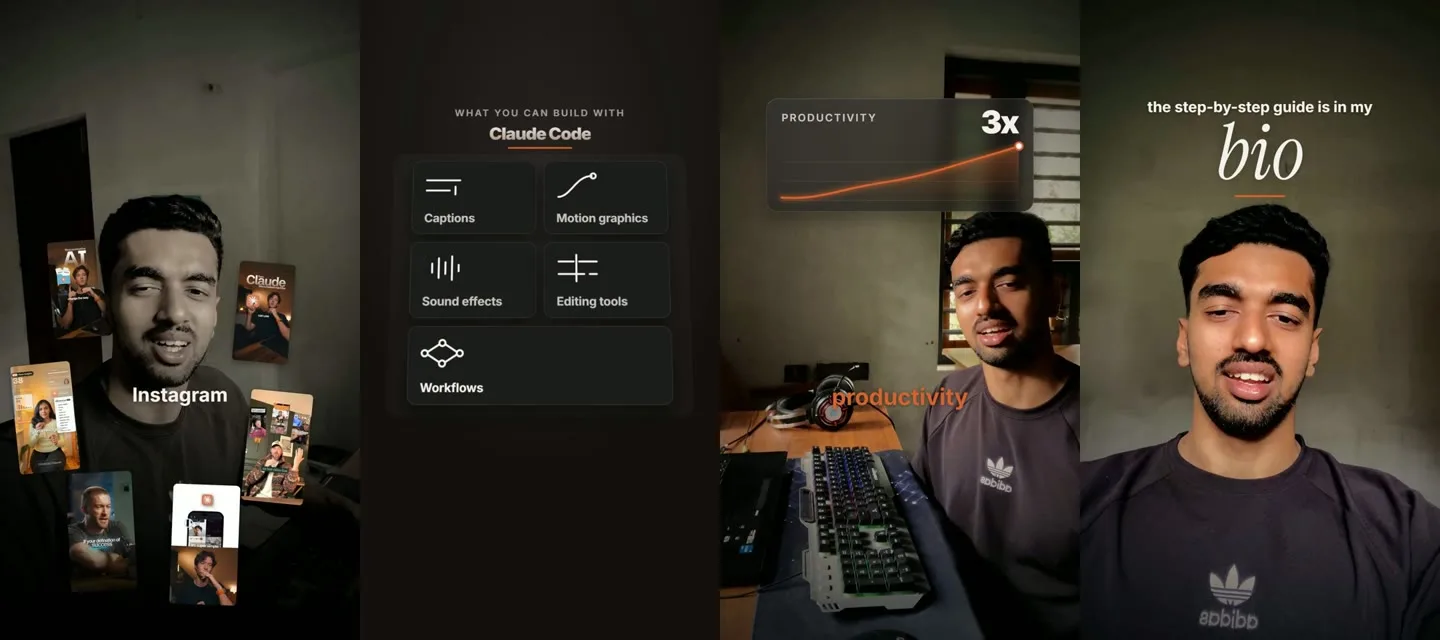 AI
Claude
Instagram
success
WHAT YOU CAN BUILD WITH
Claude Code
Captions
Motion graphics
Sound effects
Editing tools
Workflows
PRODUCTIVITY
3x
productivity
adidas
the step-by-step guide is in my
bio
adidas